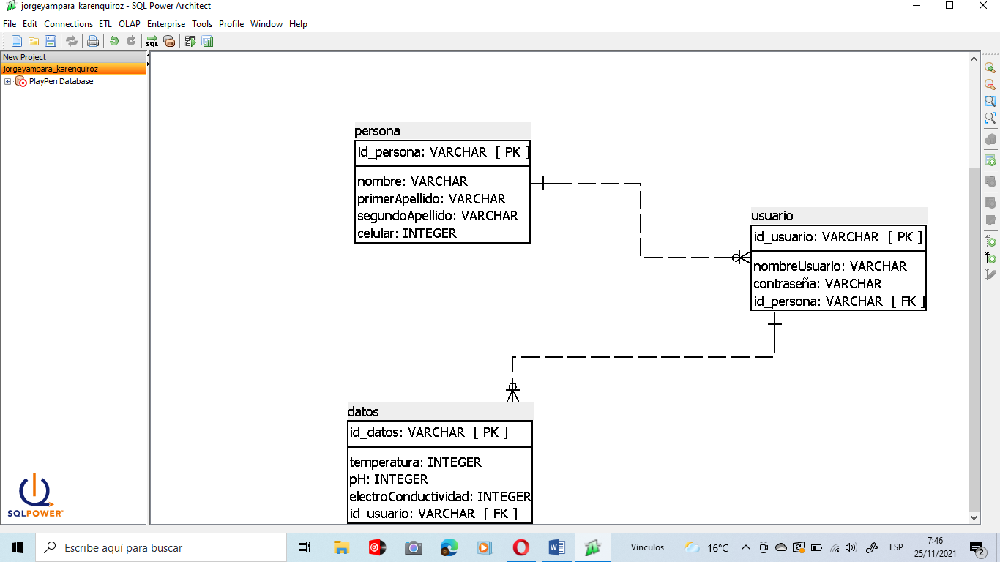 jorgeyampara_karenquiroz - SQL Power Architect
File Edit Connections ETL OLAP Enterprise Tools Profile Window Help
SQL
New Project
jorgeyampara_karenquiroz
PlayPen Database
persona
id_persona: VARCHAR [ PK ]
nombre: VARCHAR
primerApellido: VARCHAR
segundoApellido: VARCHAR
celular: INTEGER
usuario
id_usuario: VARCHAR [ PK ]
nombreUsuario: VARCHAR
contraseña: VARCHAR
id_persona: VARCHAR [ FK ]
datos
id_datos: VARCHAR [ PK ]
temperatura: INTEGER
pH: INTEGER
electroConductividad: INTEGER
id_usuario: VARCHAR [ FK ]
SQLPOWER
Escribe aquí para buscar
Vínculos
16°C
ESP
7:46
25/11/2021
2